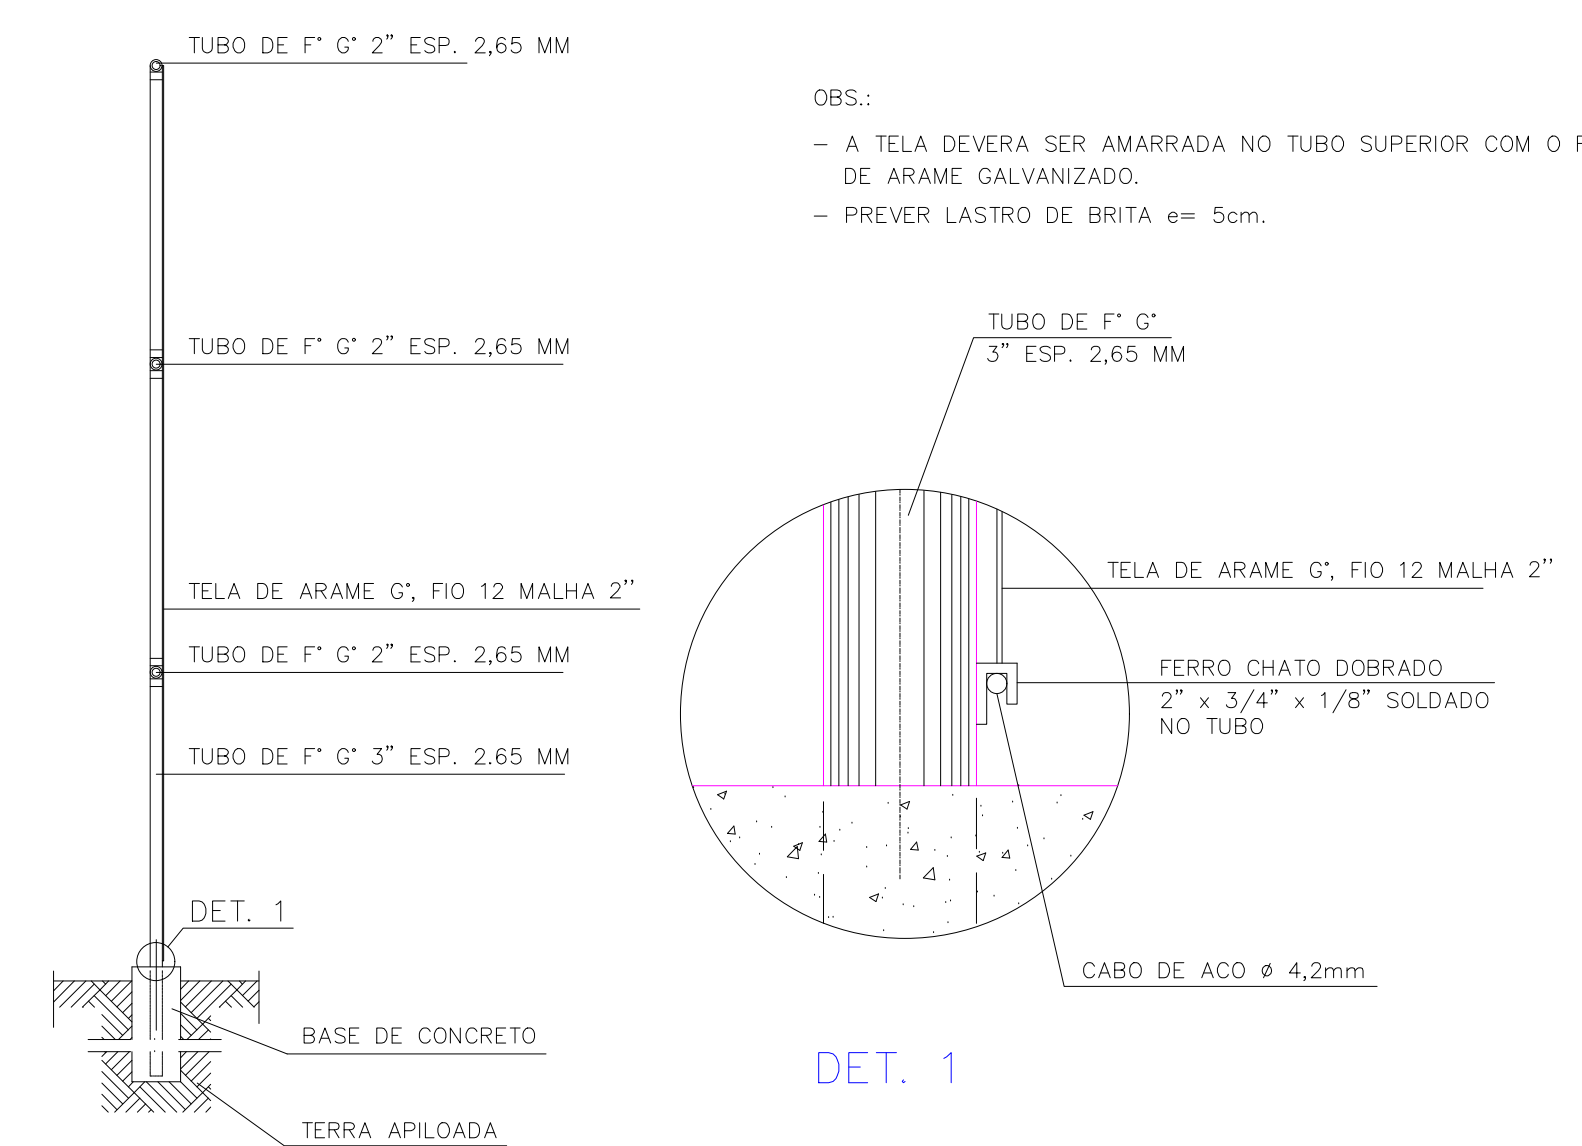 TUBO DE F° G° 2” ESP. 2,65 MM
OBS.:
– A TELA DEVERA SER AMARRADA NO TUBO SUPERIOR COM O
DE ARAME GALVANIZADO.
– PREVER LASTRO DE BRITA e= 5cm.
TUBO DE F° G°
3” ESP. 2,65 MM
TUBO DE F° G° 2” ESP. 2,65 MM
TELA DE ARAME G°, FIO 12 MALHA 2’’
TELA DE ARAME G°, FIO 12 MALHA 2’’
TUBO DE F° G° 2” ESP. 2,65 MM
FERRO CHATO DOBRADO
2” x 3/4” x 1/8” SOLDADO
NO TUBO
TUBO DE F° G° 3” ESP. 2.65 MM
DET. 1
CABO DE ACO ø 4,2mm
BASE DE CONCRETO
DET. 1
TERRA APILOADA